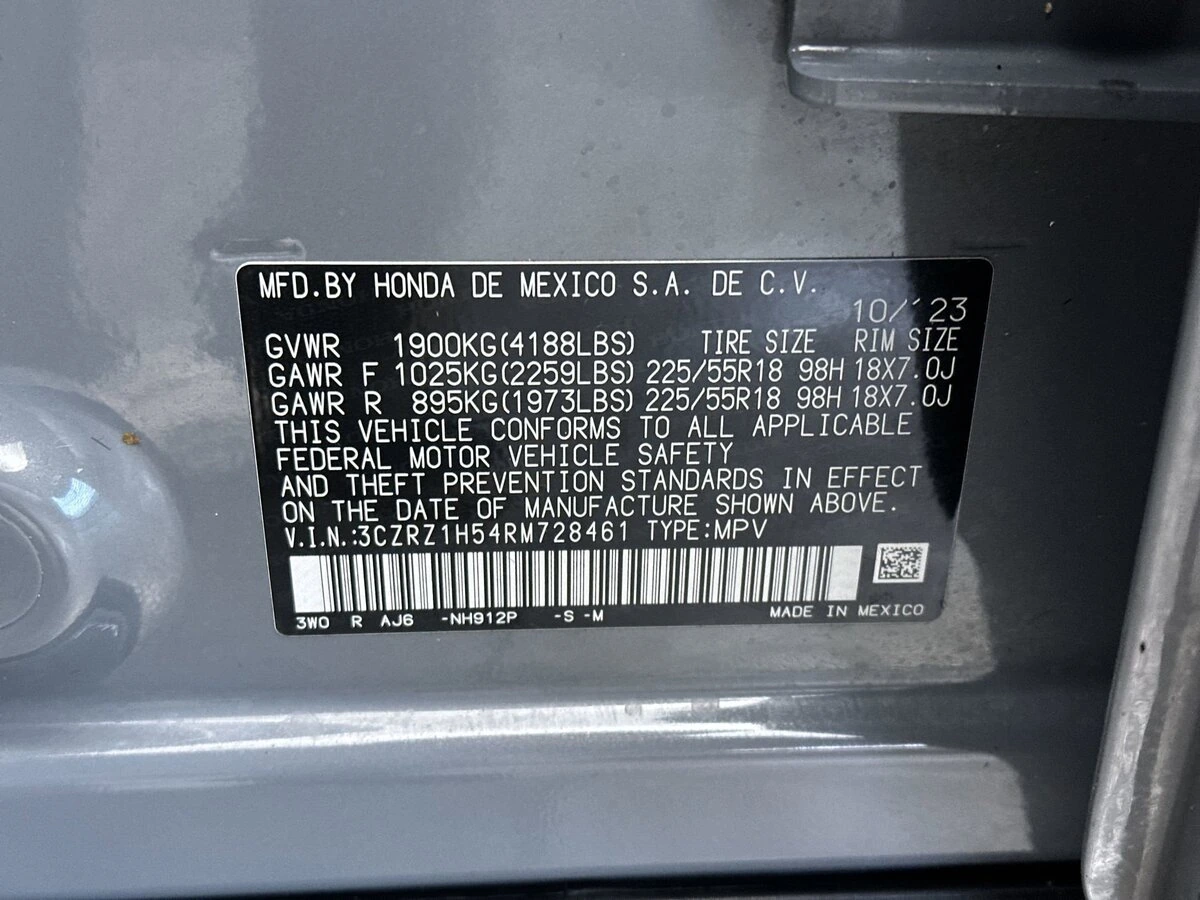 MFD.BY HONDA DE MEXICO S.A. DE C.V.
10/'23
GVWR 1900KG(4188LBS) TIRE SIZE RIM SIZE
GAWR F 1025KG(2259LBS) 225/55R18 98H 18X7.0J
GAWR R 895KG(1973LBS) 225/55R18 98H 18X7.0J
THIS VEHICLE CONFORMS TO ALL APPLICABLE
FEDERAL MOTOR VEHICLE SAFETY
AND THEFT PREVENTION STANDARDS IN EFFECT
ON THE DATE OF MANUFACTURE SHOWN ABOVE.
V.I.N.:3CZRZ1H54RM728461 TYPE:MPV
3W0 R AJ6 -NH912P -S -M MADE IN MEXICO